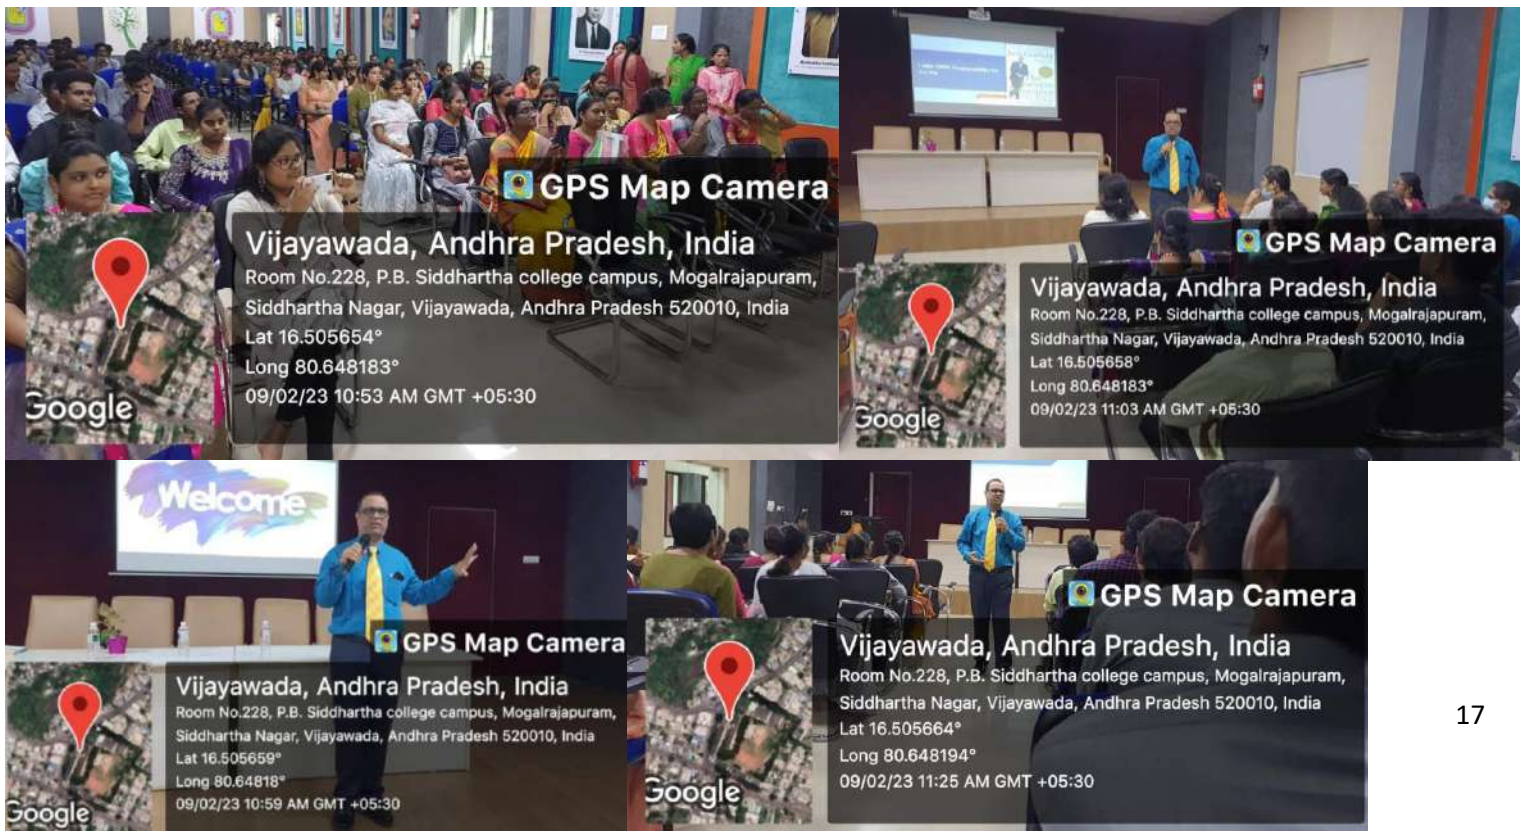 GPS Map Camera
Vijayawada, Andhra Pradesh, India
Room No.228, P.B. Siddhartha college campus, Mogalrajapuram,
Siddhartha Nagar, Vijayawada, Andhra Pradesh 520010, India
Lat 16.505654°
Long 80.648183°
09/02/23 10:53 AM GMT +05:30
Google
GPS Map Camera
Vijayawada, Andhra Pradesh, India
Room No.228, P.B. Siddhartha college campus, Mogalrajapuram,
Siddhartha Nagar, Vijayawada, Andhra Pradesh 520010, India
Lat 16.505658°
Long 80.648183°
09/02/23 11:03 AM GMT +05:30
Google
Welcome
GPS Map Camera
Vijayawada, Andhra Pradesh, India
Room No.228, P.B. Siddhartha college campus, Mogalrajapuram,
Siddhartha Nagar, Vijayawada, Andhra Pradesh 520010, India
Lat 16.505659°
Long 80.64818°
09/02/23 10:59 AM GMT +05:30
Google
GPS Map Camera
Vijayawada, Andhra Pradesh, India
Room No.228, P.B. Siddhartha college campus, Mogalrajapuram,
Siddhartha Nagar, Vijayawada, Andhra Pradesh 520010, India
Lat 16.505664°
Long 80.648194°
09/02/23 11:25 AM GMT +05:30
Google
17